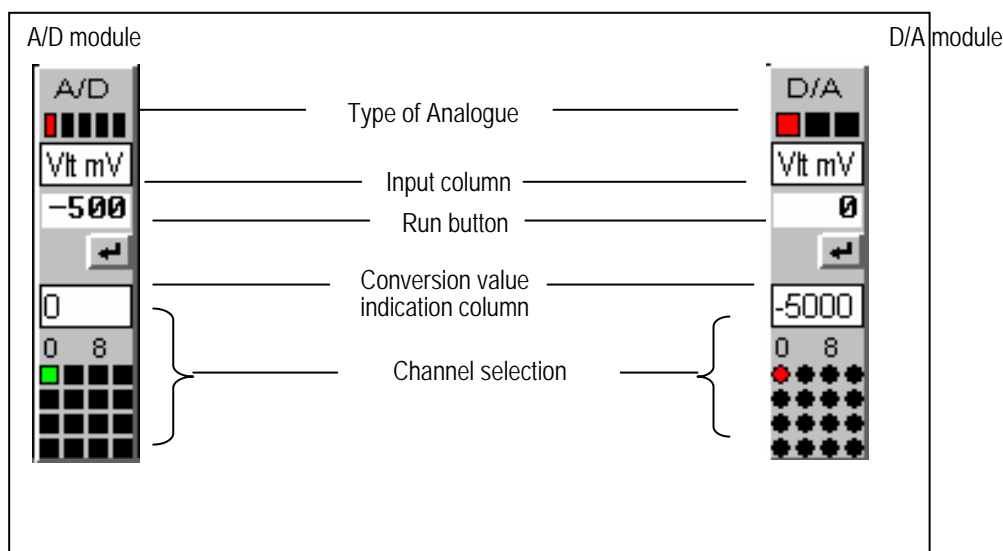 A/D module
D/A module
A/D
D/A
Type of Analogue
Vlt mV
Vlt mV
Input column
-500
0
Run button
Conversion value
indication column
0
-5000
0 8
0 8
Channel selection